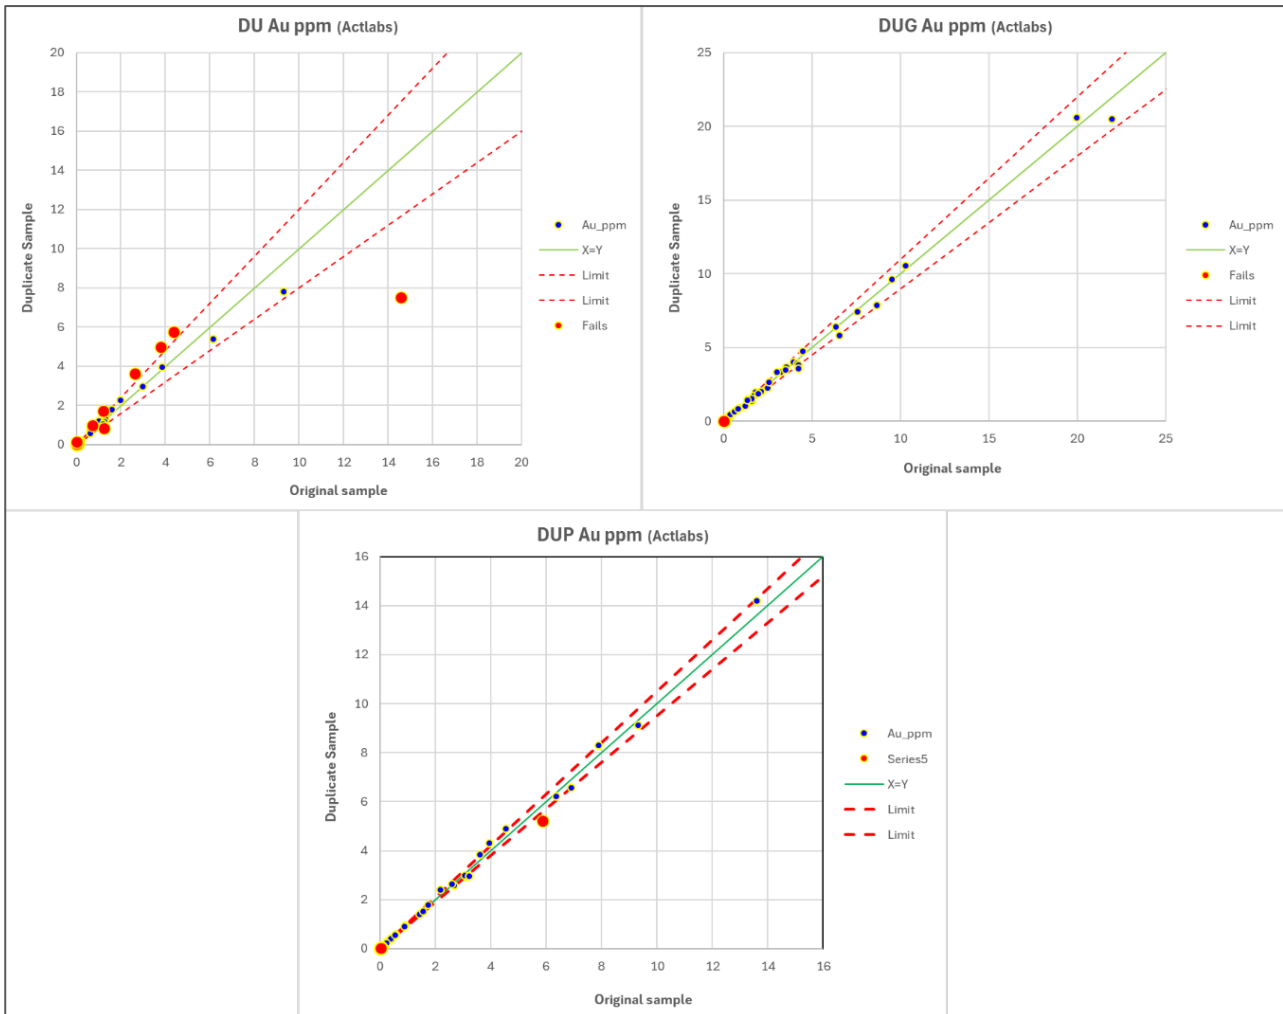 DU Au ppm (Actlabs)
20
18
16
14
12
10
8
6
4
2
0
0 2 4 6 8 10 12 14 16 18 20
Duplicate Sample
Original sample
Au_ppm
X=Y
Limit
Limit
Fails
DUG Au ppm (Actlabs)
25
20
15
10
5
0
0 5 10 15 20 25
Duplicate Sample
Original sample
Au_ppm
X=Y
Fails
Limit
Limit
DUP Au ppm (Actlabs)
16
14
12
10
8
6
4
2
0
0 2 4 6 8 10 12 14 16
Duplicate Sample
Original sample
Au_ppm
Series5
X=Y
Limit
Limit